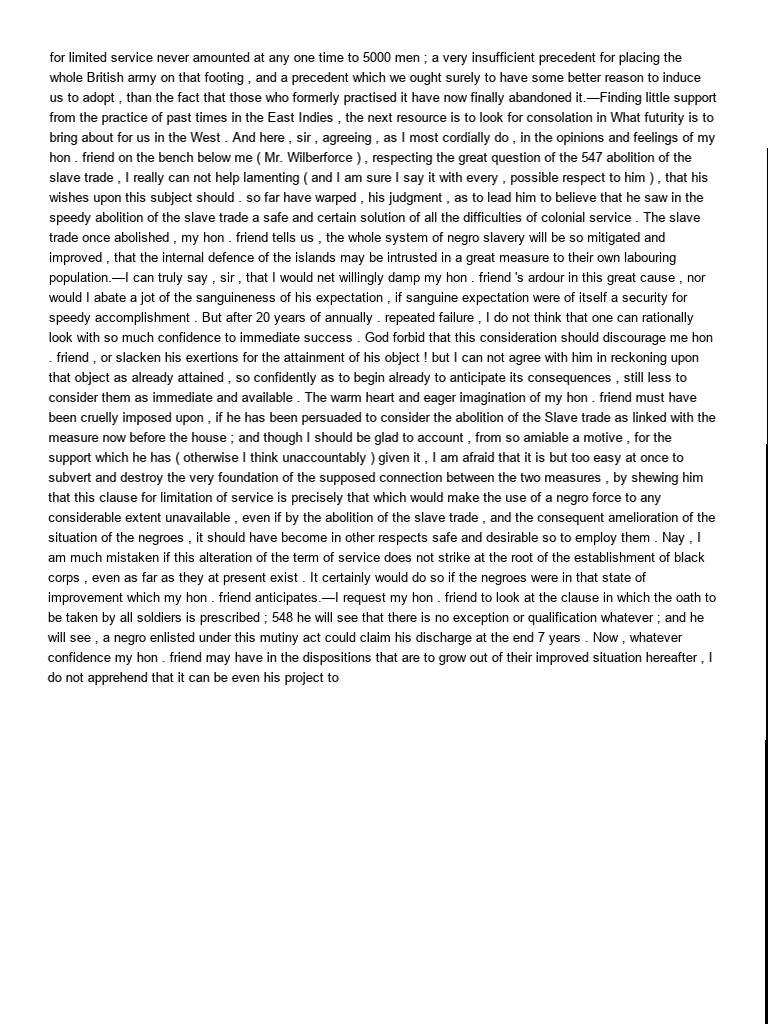 for limited service never amounted at any one time to 5000 men ; a very insufficient precedent for placing the
whole British army on that footing , and a precedent which we ought surely to have some better reason to induce
us to adopt , than the fact that those who formerly practised it have now finally abandoned it.—Finding little support
from the practice of past times in the East Indies , the next resource is to look for consolation in What futurity is to
bring about for us in the West . And here , sir , agreeing , as I most cordially do , in the opinions and feelings of my
hon . friend on the bench below me ( Mr. Wilberforce ) , respecting the great question of the 547 abolition of the
slave trade , I really can not help lamenting ( and I am sure I say it with every , possible respect to him ) , that his
wishes upon this subject should . so far have warped , his judgment , as to lead him to believe that he saw in the
speedy abolition of the slave trade a safe and certain solution of all the difficulties of colonial service . The slave
trade once abolished , my hon . friend tells us , the whole system of negro slavery will be so mitigated and
improved , that the internal defence of the islands may be intrusted in a great measure to their own labouring
population.—I can truly say , sir , that I would net willingly damp my hon . friend 's ardour in this great cause , nor
would I abate a jot of the sanguineness of his expectation , if sanguine expectation were of itself a security for
speedy accomplishment . But after 20 years of annually . repeated failure , I do not think that one can rationally
look with so much confidence to immediate success . God forbid that this consideration should discourage me hon
. friend , or slacken his exertions for the attainment of his object ! but I can not agree with him in reckoning upon
that object as already attained , so confidently as to begin already to anticipate its consequences , still less to
consider them as immediate and available . The warm heart and eager imagination of my hon . friend must have
been cruelly imposed upon , if he has been persuaded to consider the abolition of the Slave trade as linked with the
measure now before the house ; and though I should be glad to account , from so amiable a motive , for the
support which he has ( otherwise I think unaccountably ) given it , I am afraid that it is but too easy at once to
subvert and destroy the very foundation of the supposed connection between the two measures , by shewing him
that this clause for limitation of service is precisely that which would make the use of a negro force to any
considerable extent unavailable , even if by the abolition of the slave trade , and the consequent amelioration of the
situation of the negroes , it should have become in other respects safe and desirable so to employ them . Nay , I
am much mistaken if this alteration of the term of service does not strike at the root of the establishment of black
corps , even as far as they at present exist . It certainly would do so if the negroes were in that state of
improvement which my hon . friend anticipates.—I request my hon . friend to look at the clause in which the oath to
be taken by all soldiers is prescribed ; 548 he will see that there is no exception or qualification whatever ; and he
will see , a negro enlisted under this mutiny act could claim his discharge at the end 7 years . Now , whatever
confidence my hon . friend may have in the dispositions that are to grow out of their improved situation hereafter , I
do not apprehend that it can be even his project to